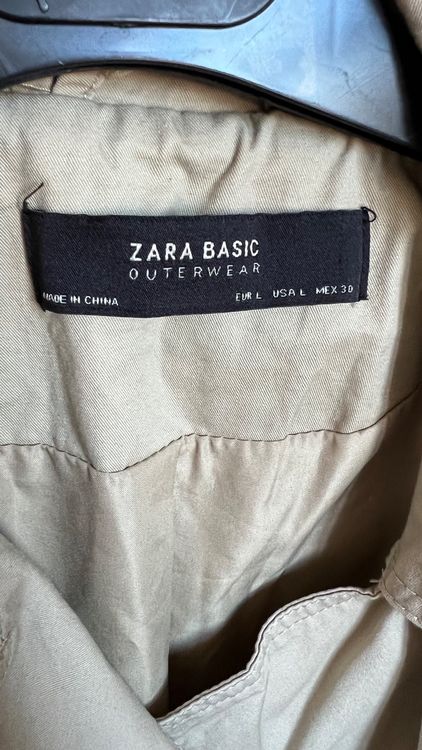 ZARA BASIC
OUTERWEAR
MADE IN CHINA EUR L USA L MEX 30